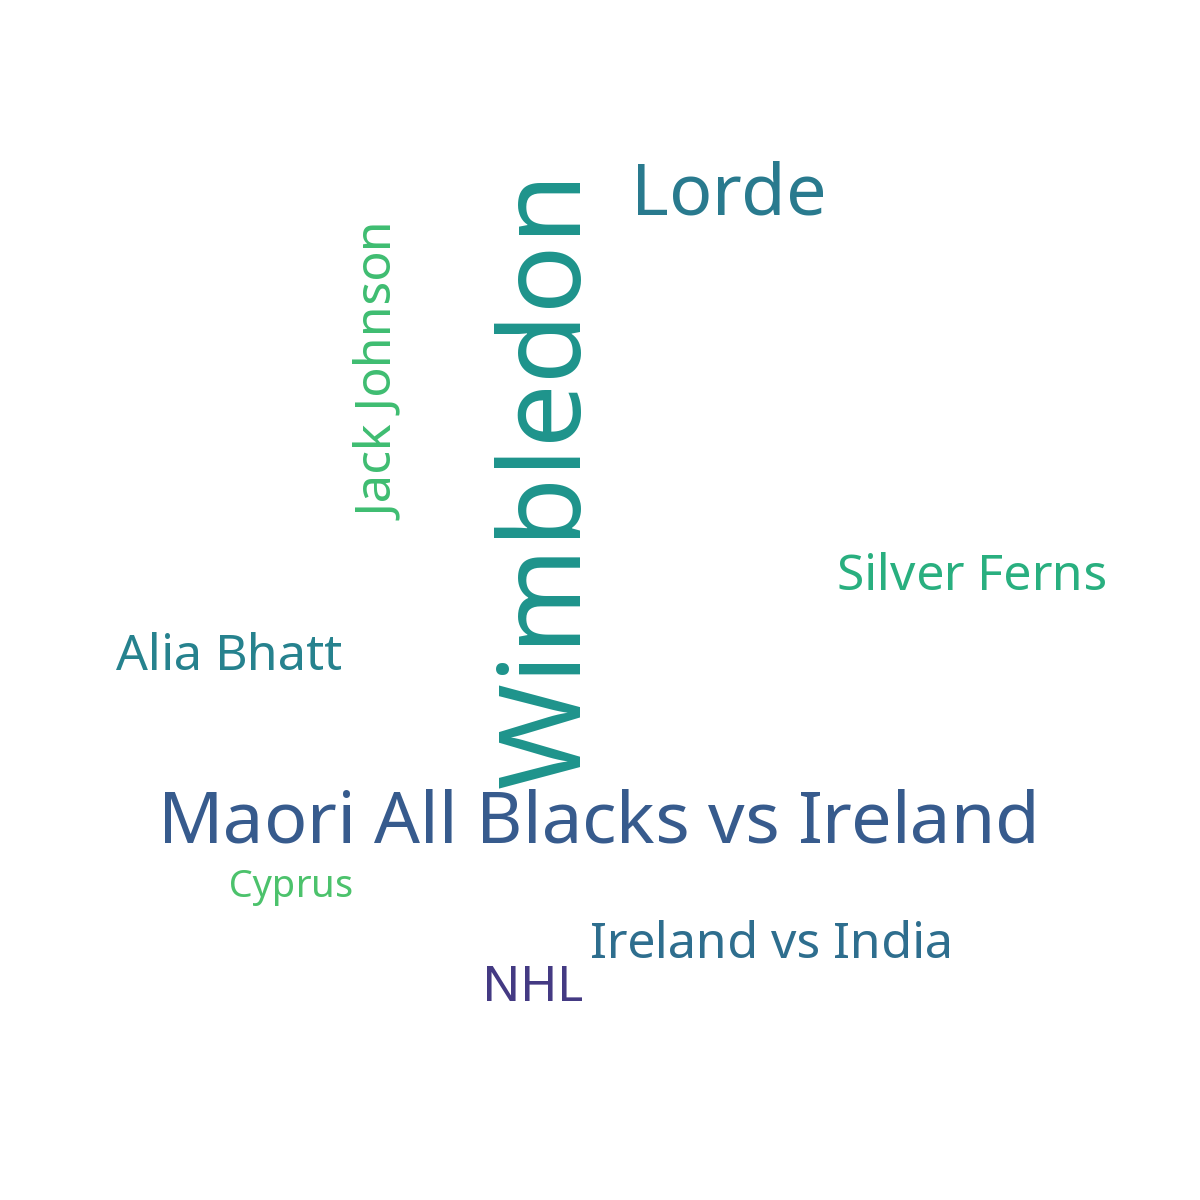 Lorde
Wimbledon
Jack Johnson
Silver Ferns
Alia Bhatt
Maori All Blacks vs Ireland
Cyprus
Ireland vs India
NHL